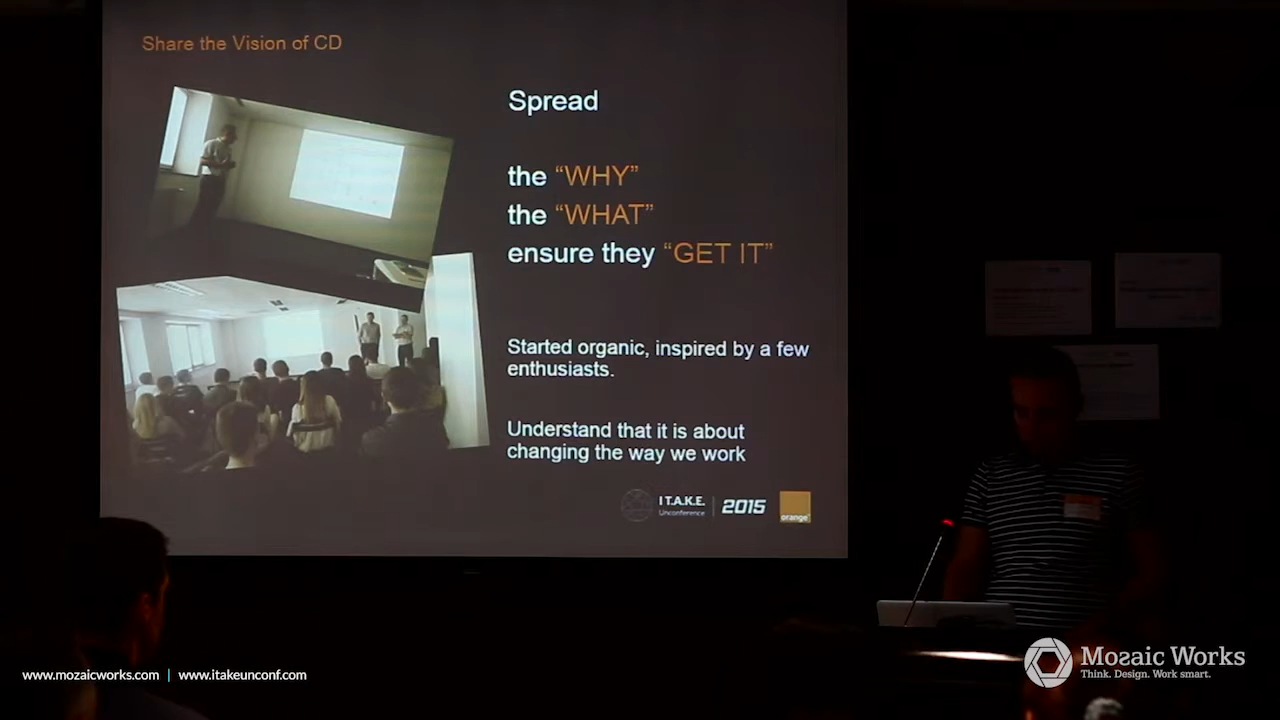 Share the Vision of CD
Spread
the “WHY”
the “WHAT”
ensure they “GET IT”
Started organic, inspired by a few
enthusiasts.
Understand that it is about
changing the way we work
I T.A.K.E.
Unconference
2015
orange
www.mozaicworks.com | www.itakeunconf.com
Mozaic Works
Think. Design. Work smart.